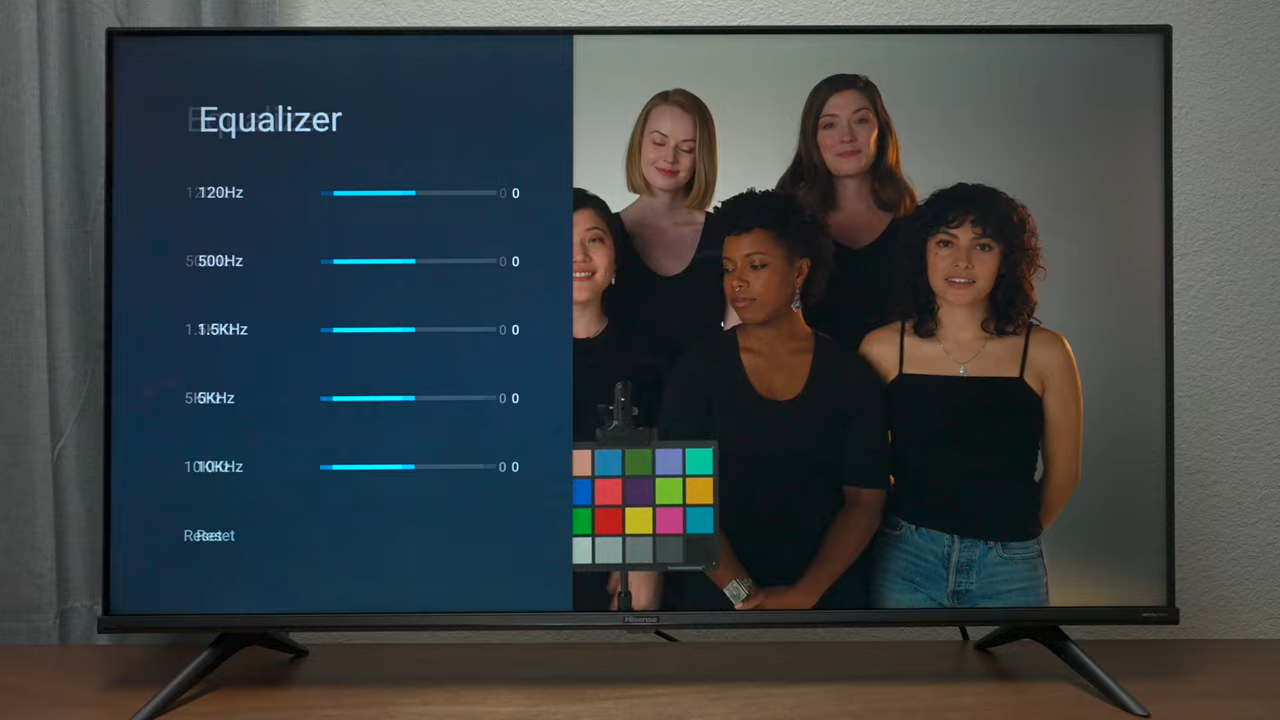 Equalizer
120Hz 0
500Hz 0
1.5KHz 0
5KHz 0
10KHz 0
Reset
Hisense